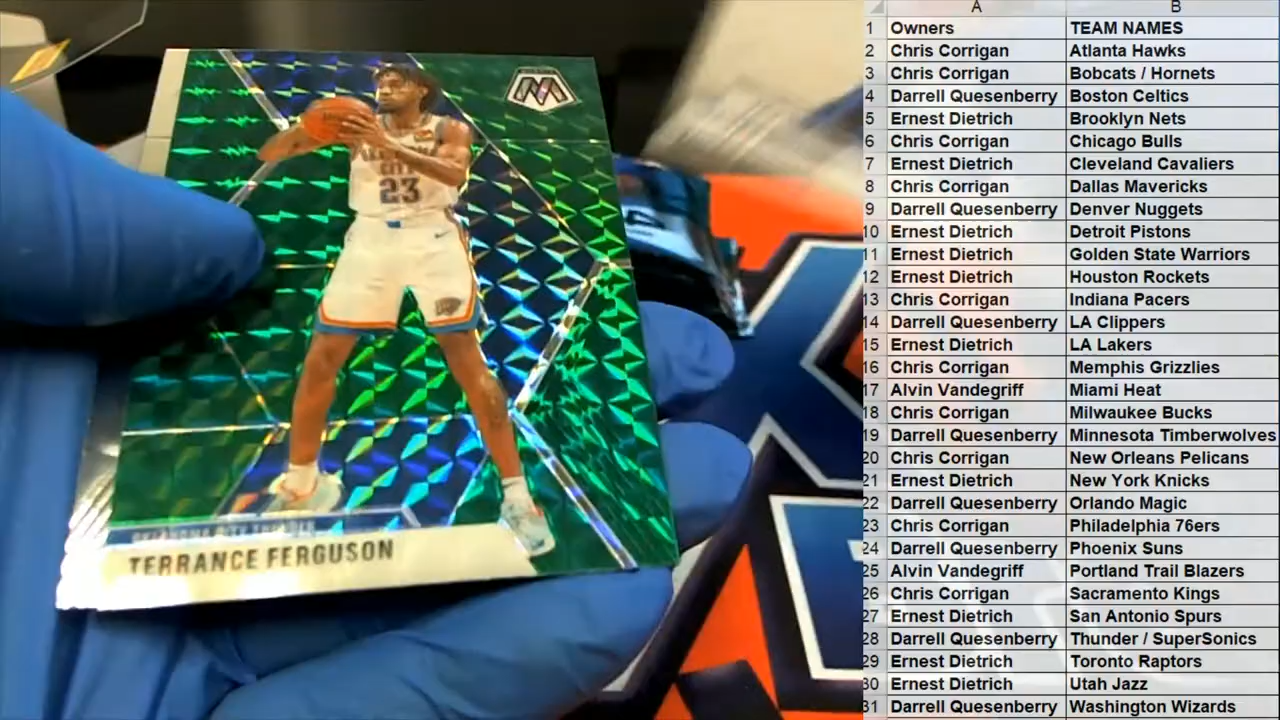 CITY
23
TERRANCE FERGUSON
A B
1 Owners TEAM NAMES
2 Chris Corrigan Atlanta Hawks
3 Chris Corrigan Bobcats / Hornets
4 Darrell Quesenberry Boston Celtics
5 Ernest Dietrich Brooklyn Nets
6 Chris Corrigan Chicago Bulls
7 Ernest Dietrich Cleveland Cavaliers
8 Chris Corrigan Dallas Mavericks
9 Darrell Quesenberry Denver Nuggets
10 Ernest Dietrich Detroit Pistons
11 Ernest Dietrich Golden State Warriors
12 Ernest Dietrich Houston Rockets
13 Chris Corrigan Indiana Pacers
14 Darrell Quesenberry LA Clippers
15 Ernest Dietrich LA Lakers
16 Chris Corrigan Memphis Grizzlies
17 Alvin Vandegriff Miami Heat
18 Chris Corrigan Milwaukee Bucks
19 Darrell Quesenberry Minnesota Timberwolves
20 Chris Corrigan New Orleans Pelicans
21 Ernest Dietrich New York Knicks
22 Darrell Quesenberry Orlando Magic
23 Chris Corrigan Philadelphia 76ers
24 Darrell Quesenberry Phoenix Suns
25 Alvin Vandegriff Portland Trail Blazers
26 Chris Corrigan Sacramento Kings
27 Ernest Dietrich San Antonio Spurs
28 Darrell Quesenberry Thunder / SuperSonics
29 Ernest Dietrich Toronto Raptors
30 Ernest Dietrich Utah Jazz
31 Darrell Quesenberry Washington Wizards